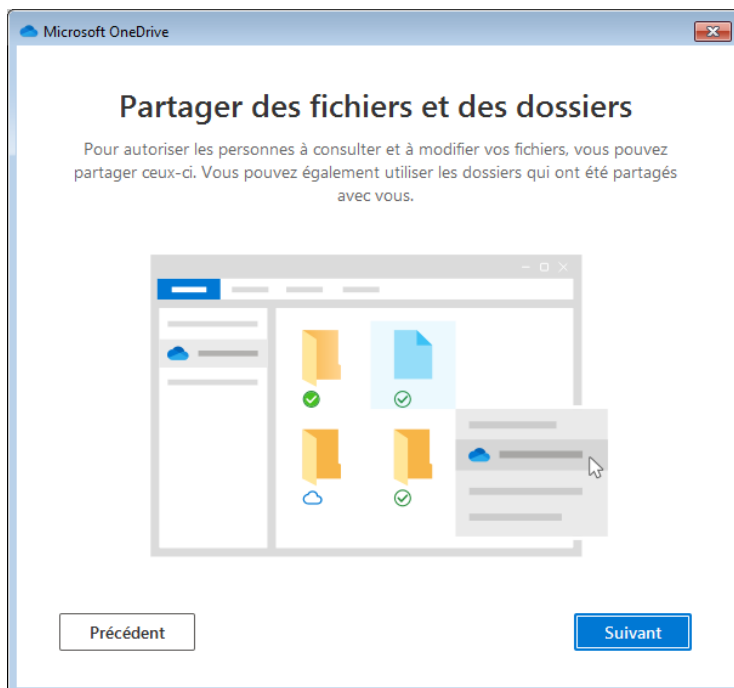 Microsoft OneDrive
Partager des fichiers et des dossiers
Pour autoriser les personnes à consulter et à modifier vos fichiers, vous pouvez
partager ceux-ci. Vous pouvez également utiliser les dossiers qui ont été partagés
avec vous.
Précédent
Suivant